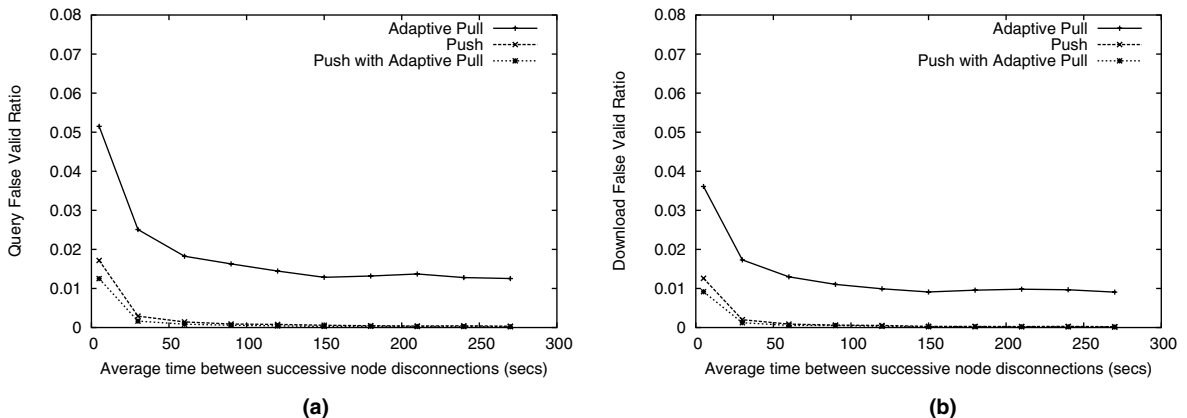 0.08
0.07
0.06
0.05
0.04
0.03
0.02
0.01
0
Query False Valid Ratio
Adaptive Pull
Push
Push with Adaptive Pull
0 50 100 150 200 250 300
Average time between successive node disconnections (secs)
(a)
0.08
0.07
0.06
0.05
0.04
0.03
0.02
0.01
0
Download False Valid Ratio
Adaptive Pull
Push
Push with Adaptive Pull
0 50 100 150 200 250 300
Average time between successive node disconnections (secs)
(b)